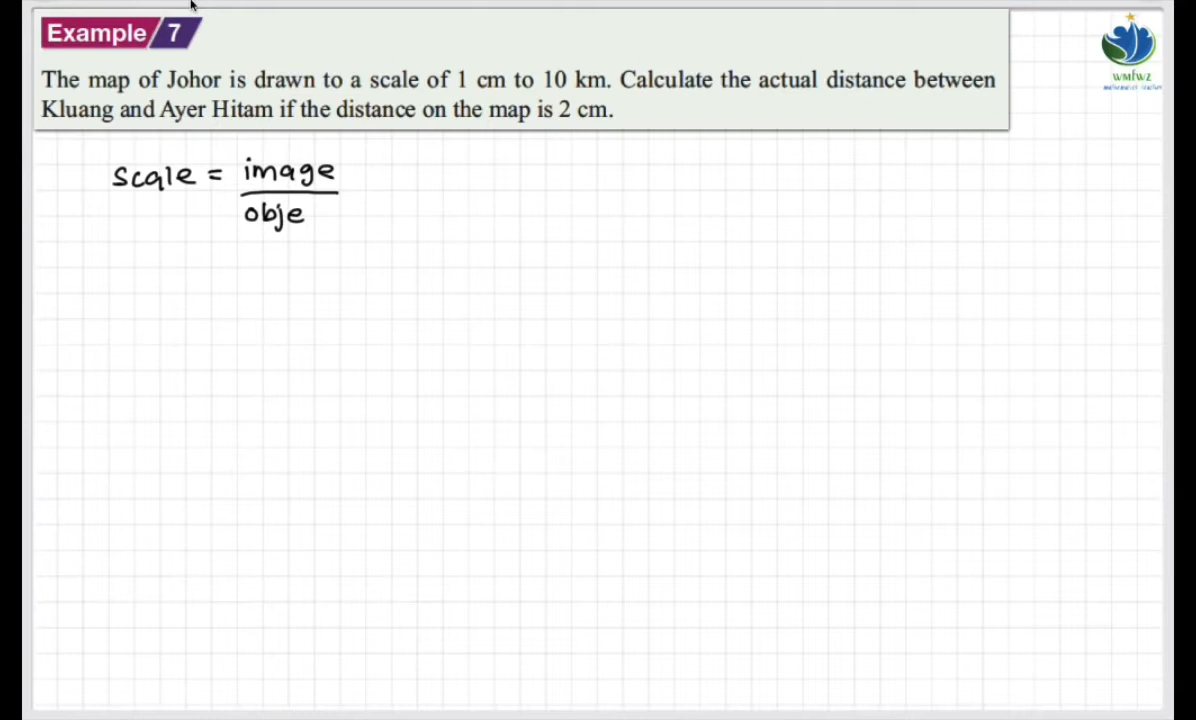 Example 7
The map of Johor is drawn to a scale of 1 cm to 10 km. Calculate the actual distance between
Kluang and Ayer Hitam if the distance on the map is 2 cm.
WMFWZ
scale = image
obje